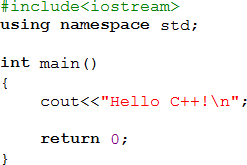 #include<iostream>
using namespace std;

int main()
{
    cout<<"Hello C++!\n";

    return 0;
}